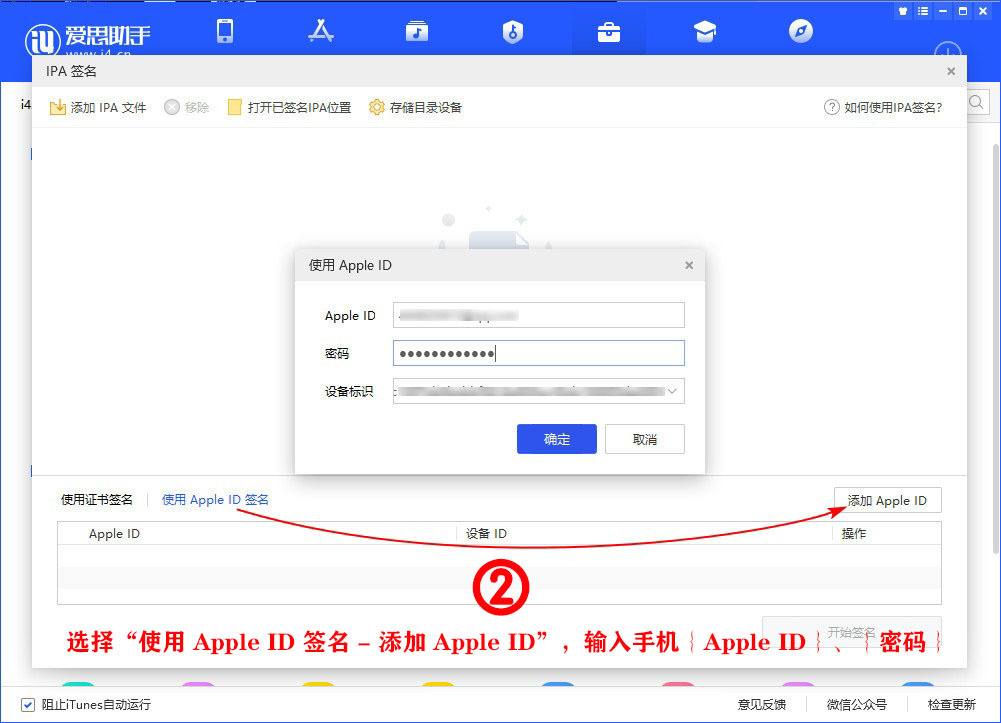 iU 爱思助手
www.i4.cn
IPA 签名
i4
添加 IPA 文件 移除 打开已签名IPA位置 存储目录设备 如何使用IPA签名?
使用 Apple ID
Apple ID
密码
设备标识
确定 取消
使用证书签名 使用 Apple ID 签名 添加 Apple ID
Apple ID 设备 ID 操作
②
开始签名
选择“使用 Apple ID 签名 – 添加 Apple ID”，输入手机｛Apple ID｝、｛密码｝
阻止iTunes自动运行 意见反馈 微信公众号 检查更新